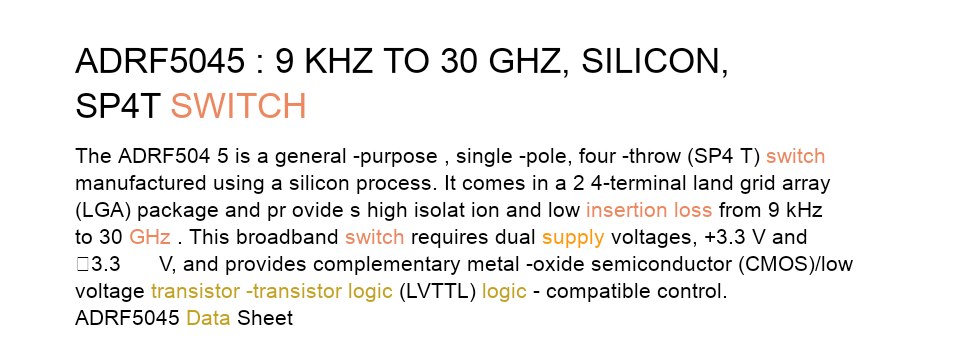 ADRF5045 : 9 KHZ TO 30 GHZ, SILICON,
SP4T SWITCH
The ADRF504 5 is a general -purpose , single -pole, four -throw (SP4 T) switch
manufactured using a silicon process. It comes in a 2 4-terminal land grid array
(LGA) package and pr ovide s high isolat ion and low insertion loss from 9 kHz
to 30 GHz . This broadband switch requires dual supply voltages, +3.3 V and
□3.3 V, and provides complementary metal -oxide semiconductor (CMOS)/low
voltage transistor -transistor logic (LVTTL) logic - compatible control.
ADRF5045 Data Sheet